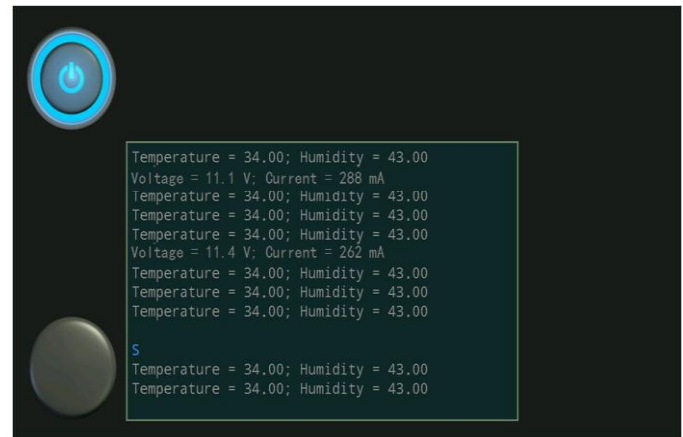 Temperature = 34.00; Humidity = 43.00
Voltage = 11.1 V; Current = 288 mA
Temperature = 34.00; Humidity = 43.00
Temperature = 34.00; Humidity = 43.00
Temperature = 34.00; Humidity = 43.00
Voltage = 11.4 V; Current = 262 mA
Temperature = 34.00; Humidity = 43.00
Temperature = 34.00; Humidity = 43.00
Temperature = 34.00; Humidity = 43.00
S
Temperature = 34.00; Humidity = 43.00
Temperature = 34.00; Humidity = 43.00